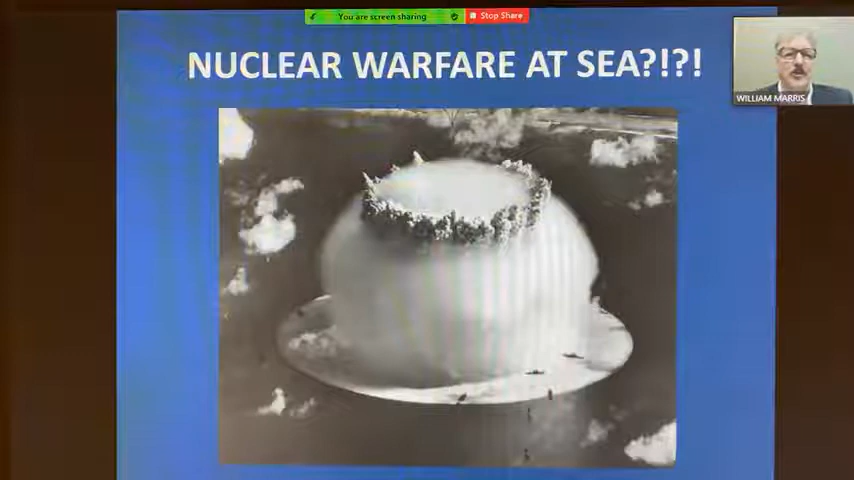 You are screen sharing
Stop Share
NUCLEAR WARFARE AT SEA?!?!
WILLIAM MARRIS